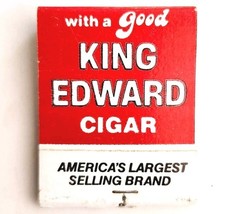 with a good
KING
EDWARD
CIGAR
AMERICA'S LARGEST
SELLING BRAND